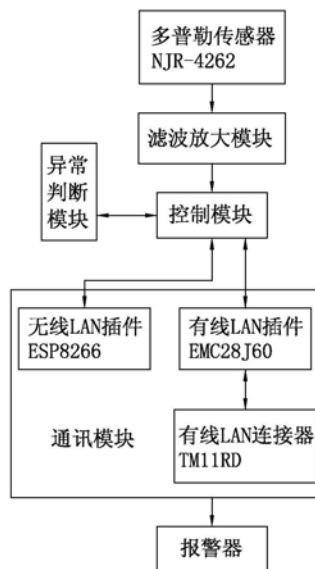 多普勒传感器
NJR-4262
滤波放大模块
异常
判断
模块
控制模块
无线LAN插件
ESP8266
有线LAN插件
EMC28J60
通讯模块
有线LAN连接器
TM11RD
报警器